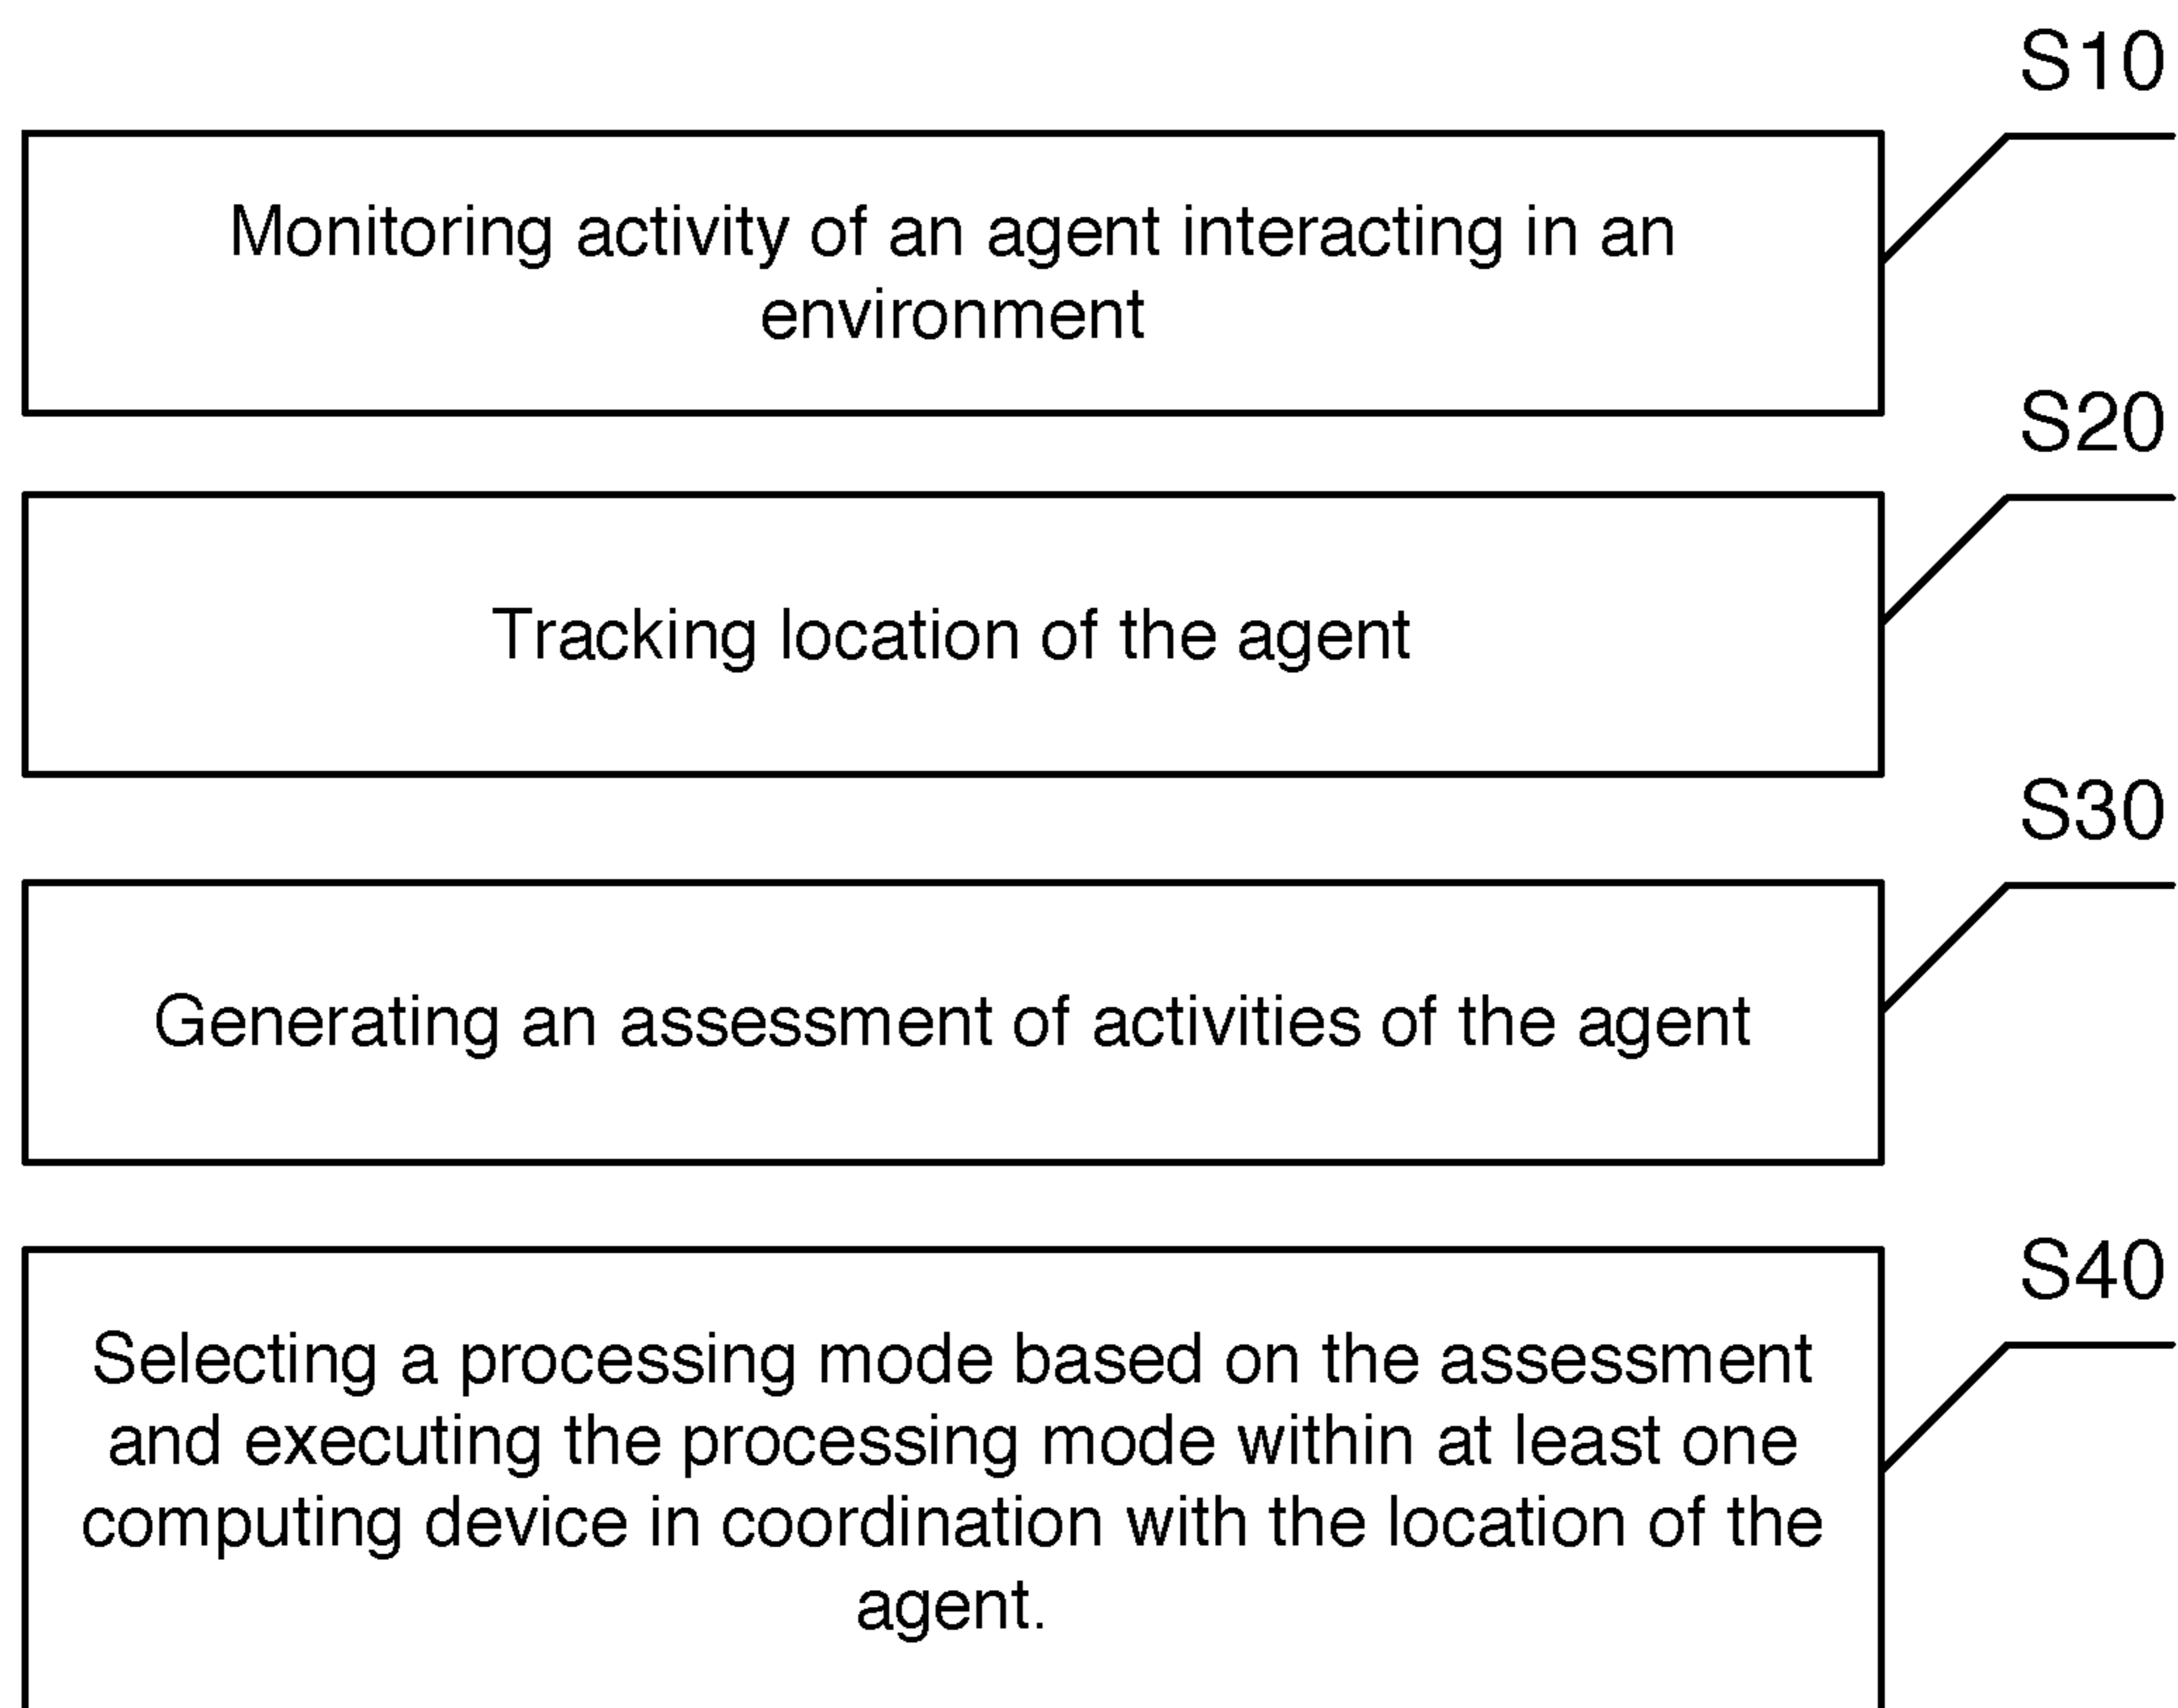 S10
Monitoring activity of an agent interacting in an
environment
S20
Tracking location of the agent
S30
Generating an assessment of activities of the agent
S40
Selecting a processing mode based on the assessment
and executing the processing mode within at least one
computing device in coordination with the location of the
agent.